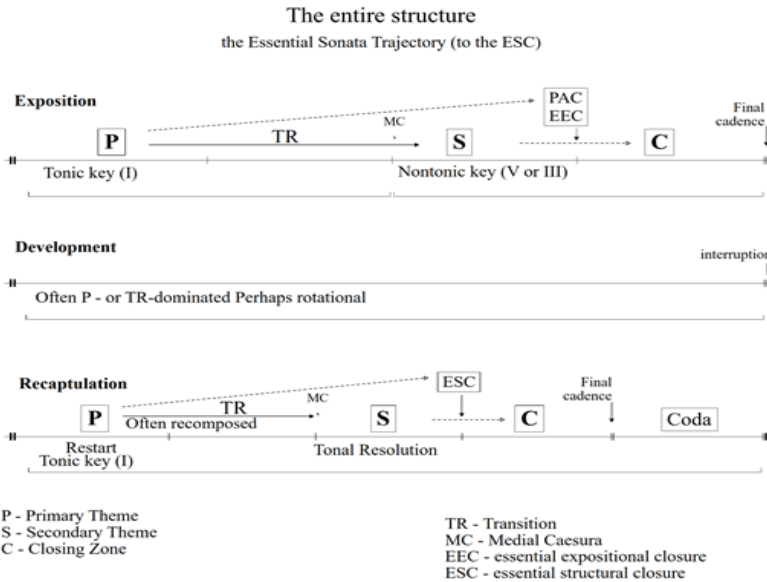 The entire structure
the Essential Sonata Trajectory (to the ESC)
Exposition
PAC
EEC
Final
cadence
MC
P
TR
S
C
Tonic key (I)
Nontonic key (V or III)
Development
interruption
Often P - or TR-dominated Perhaps rotational
Recaptulation
ESC
Final
cadence
MC
P
TR
Often recomposed
S
C
Coda
Restart
Tonic key (I)
Tonal Resolution
P - Primary Theme
S - Secondary Theme
C - Closing Zone
TR - Transition
MC - Medial Caesura
EEC - essential expositional closure
ESC - essential structural closure